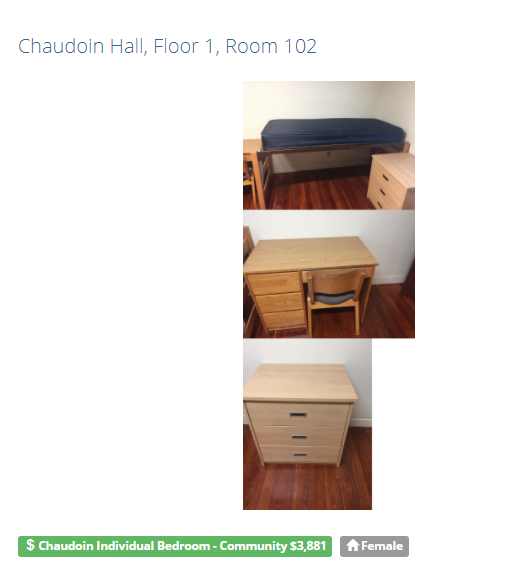 Chaudoin Hall, Floor 1, Room 102
$ Chaudoin Individual Bedroom - Community $3,881
Female